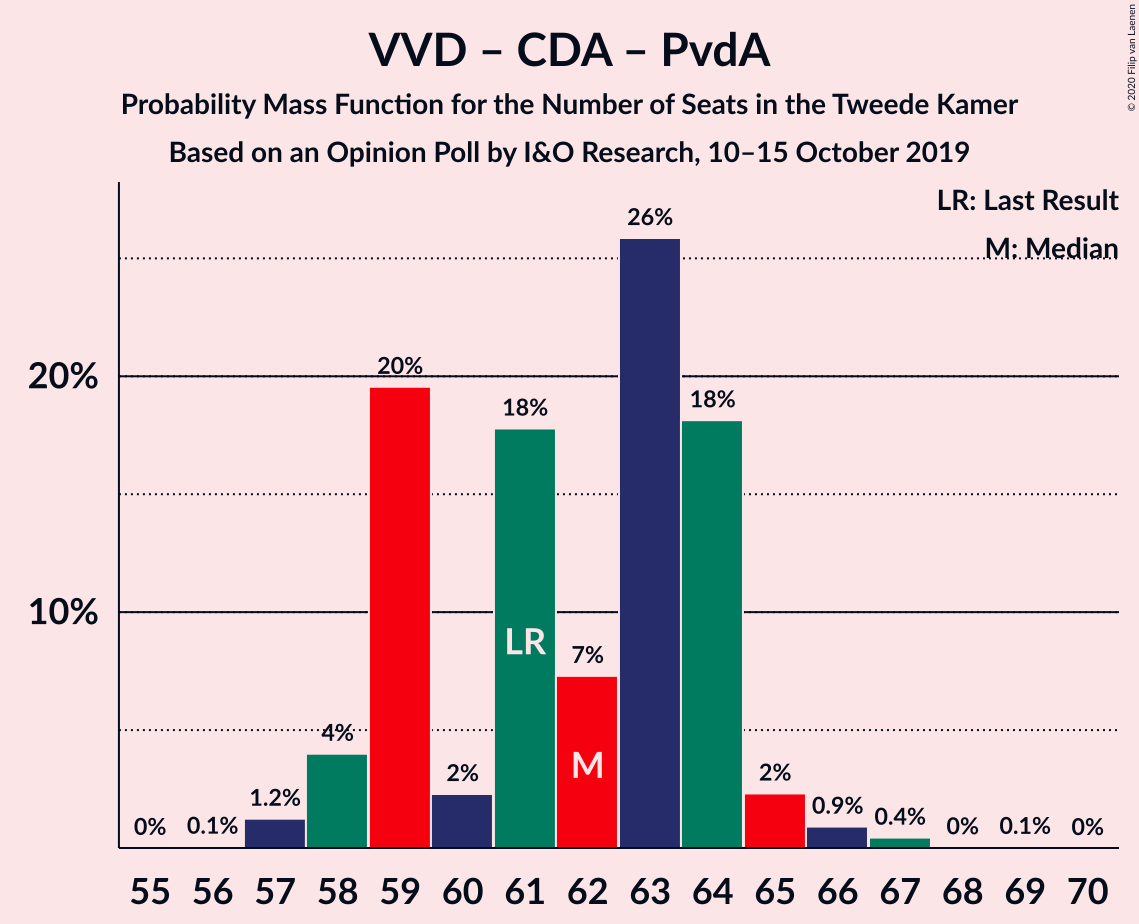 VVD – CDA – PvdA
Probability Mass Function for the Number of Seats in the Tweede Kamer
Based on an Opinion Poll by I&O Research, 10–15 October 2019
© 2020 Filip van Laenen
LR: Last Result
M: Median
20%
10%
0%
0.1%
1.2%
4%
20%
2%
18%
7%
26%
18%
2%
0.9%
0.4%
0%
0.1%
0%
LR
M
55 56 57 58 59 60 61 62 63 64 65 66 67 68 69 70